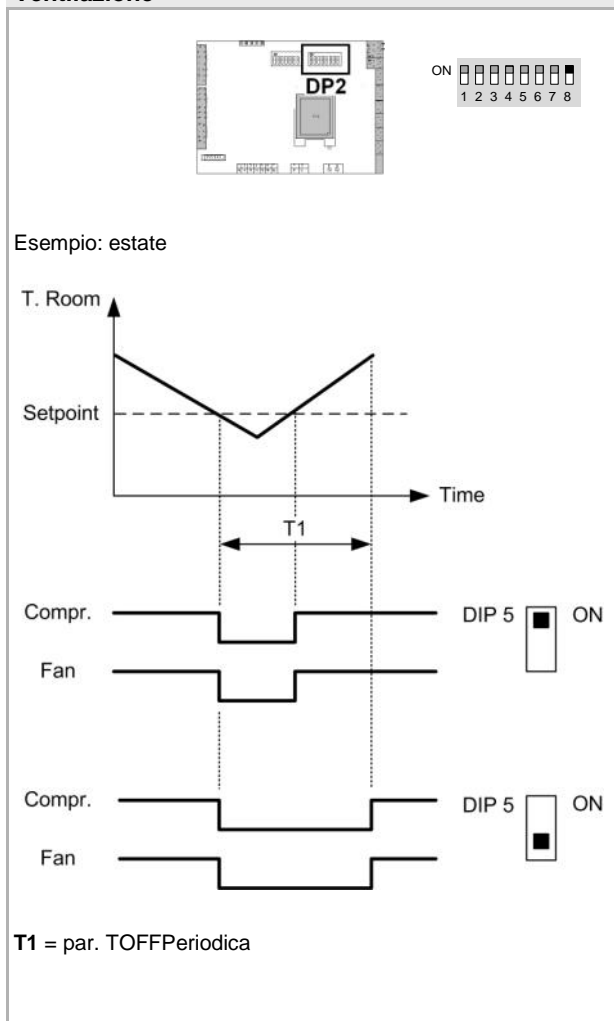 DP2
ON
1 2 3 4 5 6 7 8
Esempio: estate
T. Room
Setpoint
Time
T1
Compr.
DIP 5
ON
Fan
Compr.
DIP 5
ON
Fan
T1 = par. TOFFPeriodica